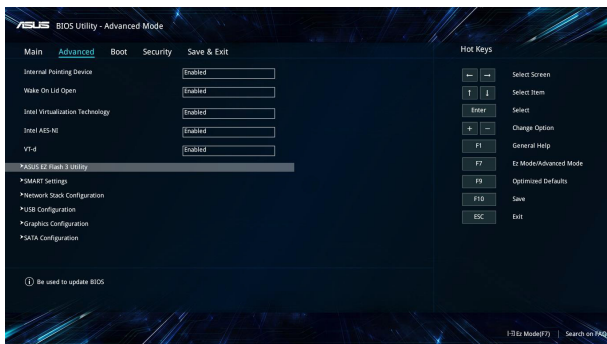 ASUS BIOS Utility - Advanced Mode
Main Advanced Boot Security Save & Exit
Hot Keys
Internal Pointing Device Enabled
Wake On Lid Open Enabled
Intel Virtualization Technology Enabled
Intel AES-NI Enabled
VT-d Enabled
ASUS EZ Flash 3 Utility
SMART Settings
Network Stack Configuration
USB Configuration
Graphics Configuration
SATA Configuration
← → Select Screen
↑ ↓ Select Item
Enter Select
+ − Change Option
F1 General Help
F7 Ez Mode/Advanced Mode
F9 Optimized Defaults
F10 Save
ESC Exit
Be used to update BIOS
Ez Mode(F7) | Search on FAQ